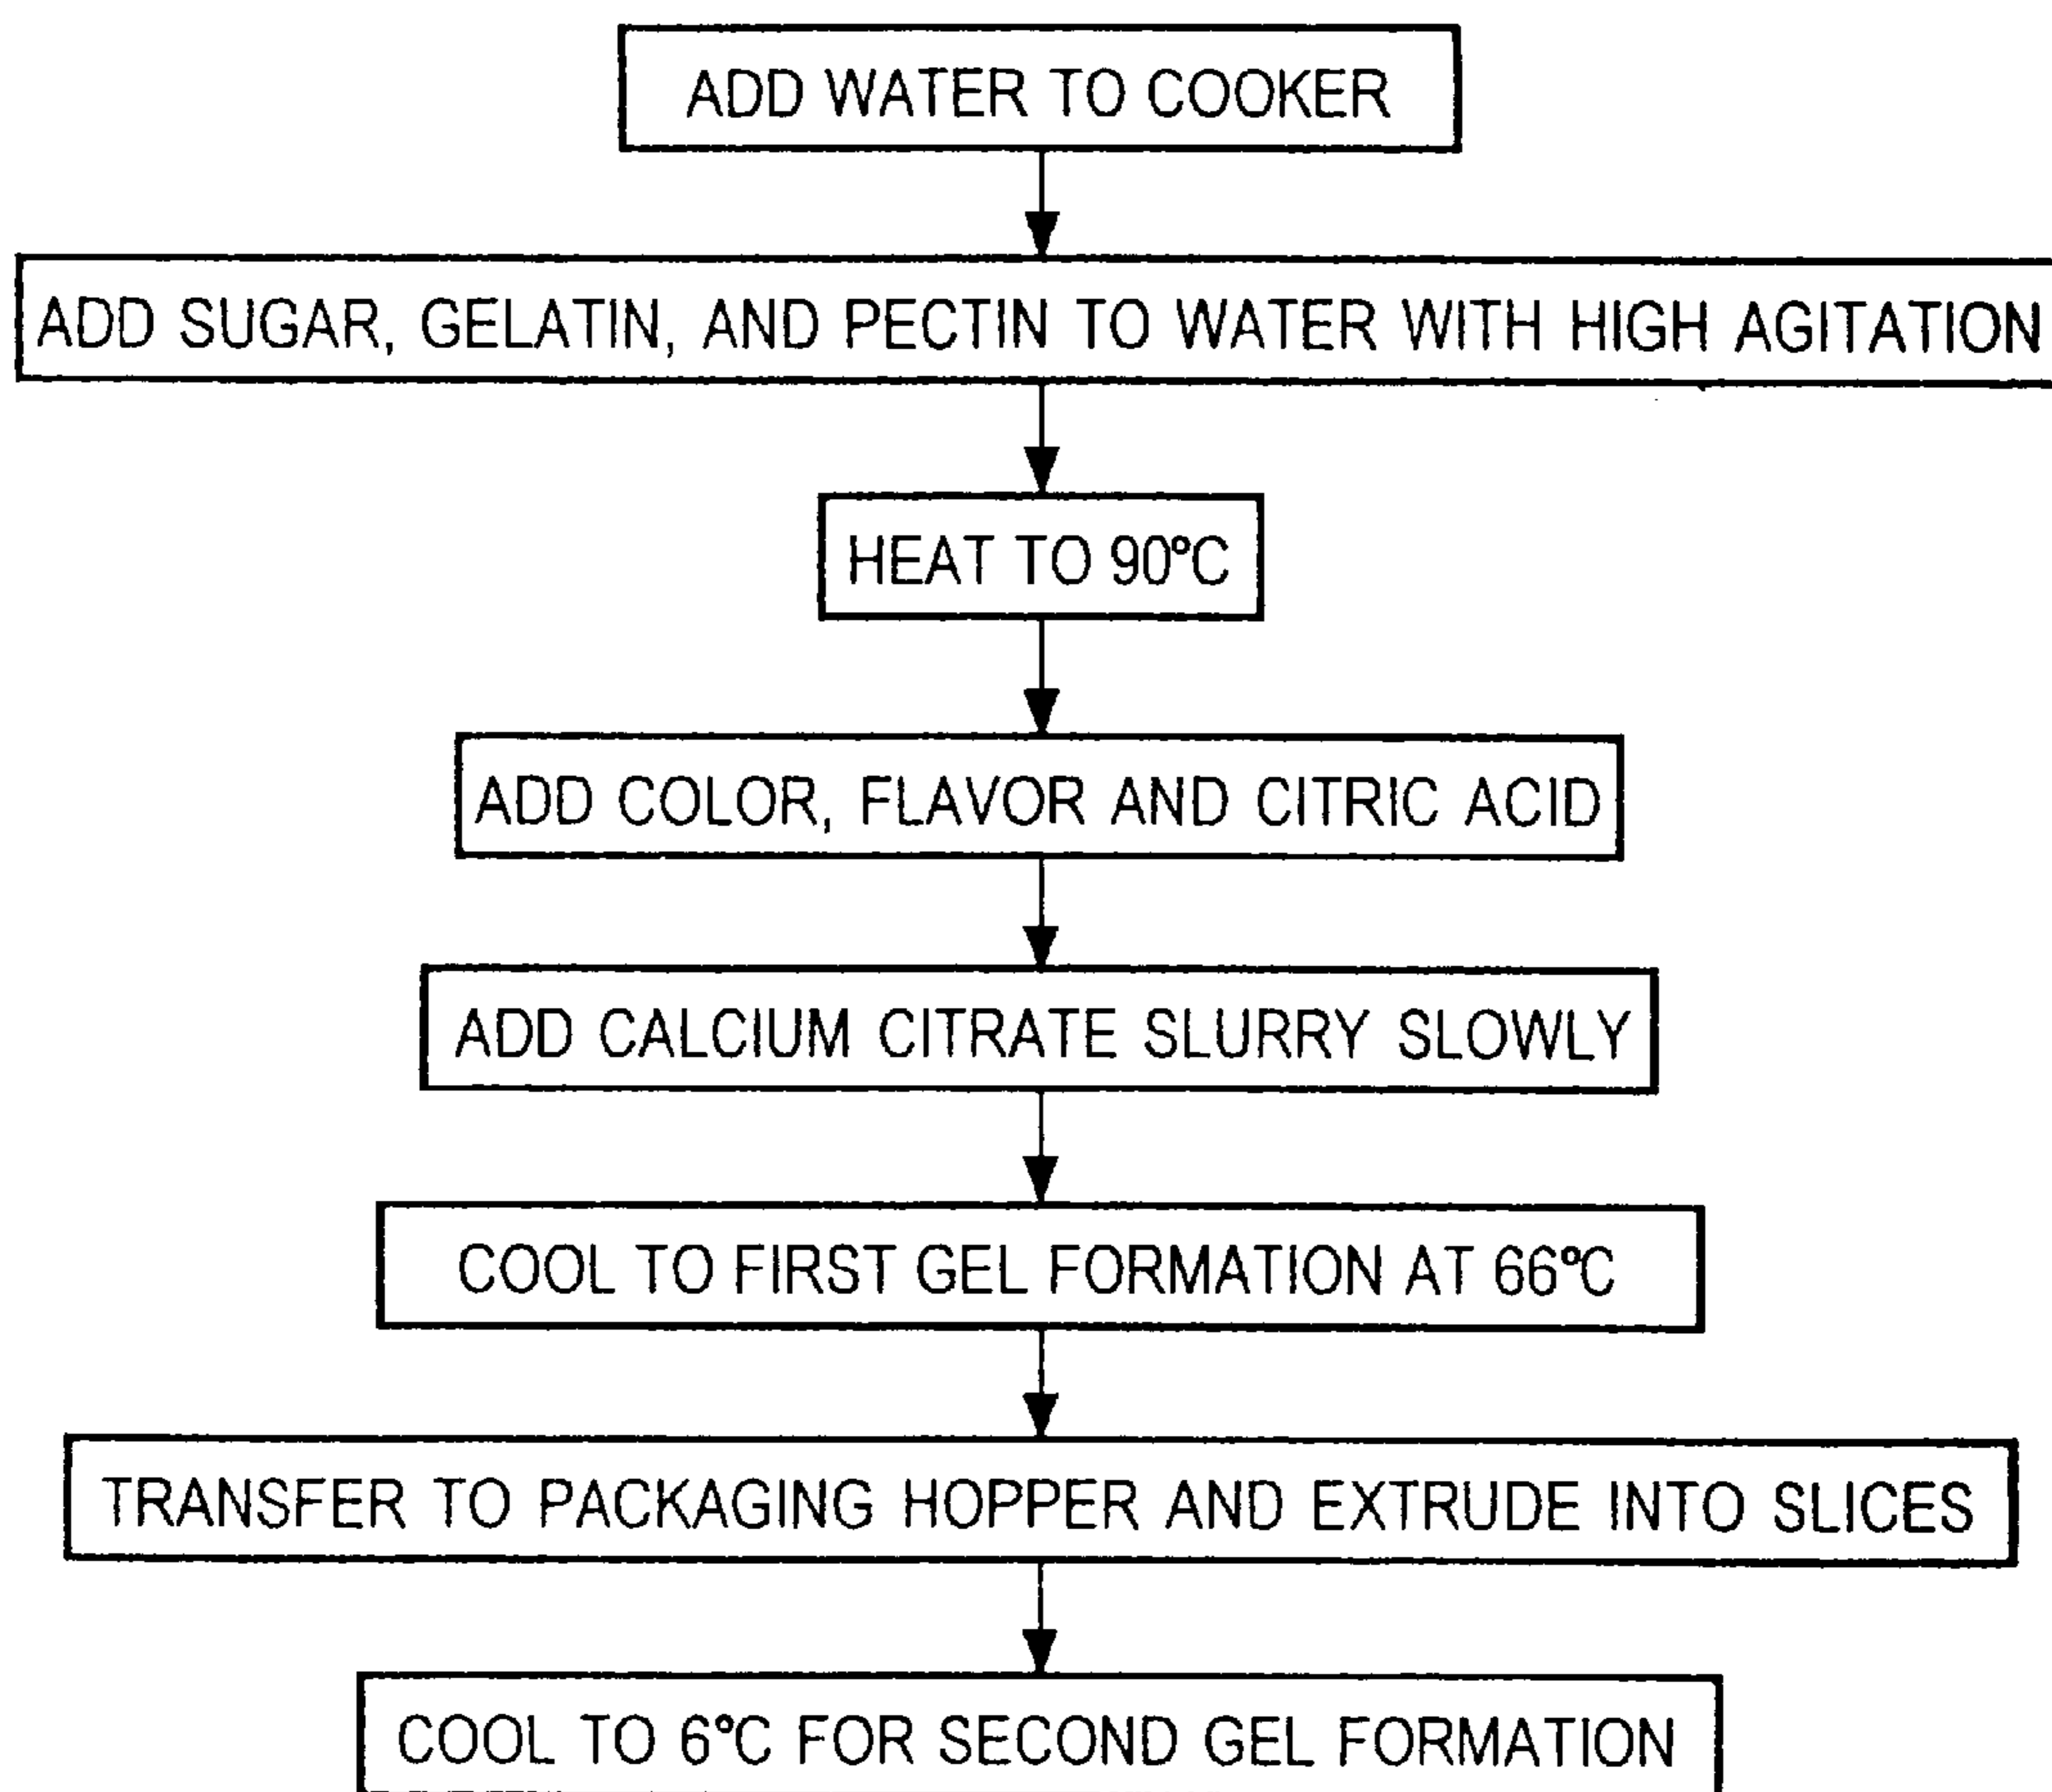 ADD WATER TO COOKER
ADD SUGAR, GELATIN, AND PECTIN TO WATER WITH HIGH AGITATION
HEAT TO 90°C
ADD COLOR, FLAVOR AND CITRIC ACID
ADD CALCIUM CITRATE SLURRY SLOWLY
COOL TO FIRST GEL FORMATION AT 66°C
TRANSFER TO PACKAGING HOPPER AND EXTRUDE INTO SLICES
COOL TO 6°C FOR SECOND GEL FORMATION